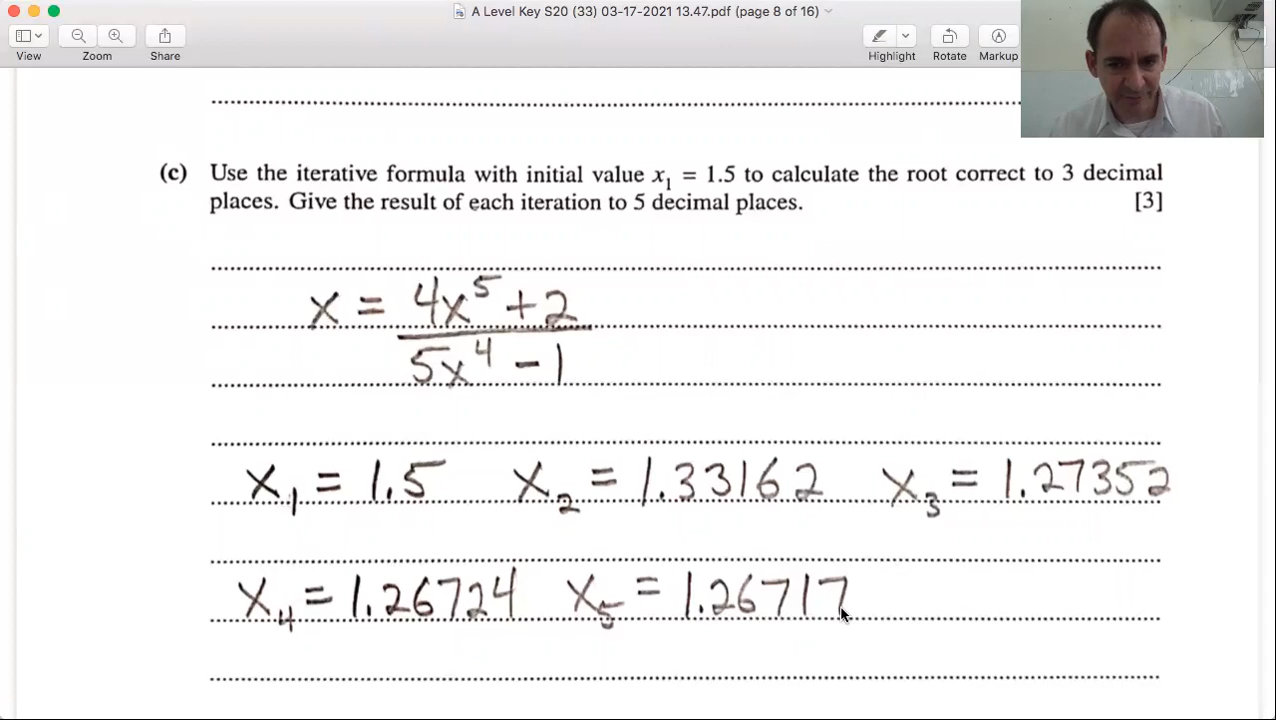 A Level Key S20 (33) 03-17-2021 13.47.pdf (page 8 of 16)
View Zoom Share Highlight Rotate Markup
(c) Use the iterative formula with initial value x₁ = 1.5 to calculate the root correct to 3 decimal
places. Give the result of each iteration to 5 decimal places. [3]
x = 4x⁵ + 2
5x⁴ - 1
x₁ = 1.5 x₂ = 1.33162 x₃ = 1.27352
x₄ = 1.26724 x₅ = 1.26717